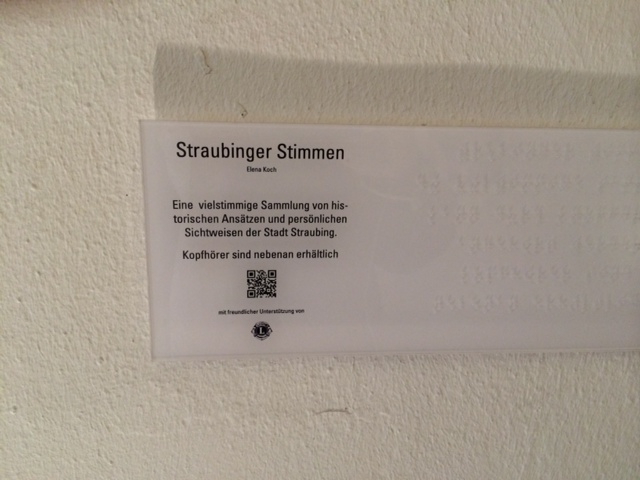 Straubinger Stimmen
Elena Koch
Eine vielstimmige Sammlung von his-
torischen Ansätzen und persönlichen
Sichtweisen der Stadt Straubing.
Kopfhörer sind nebenan erhältlich
mit freundlicher Unterstützung von
L